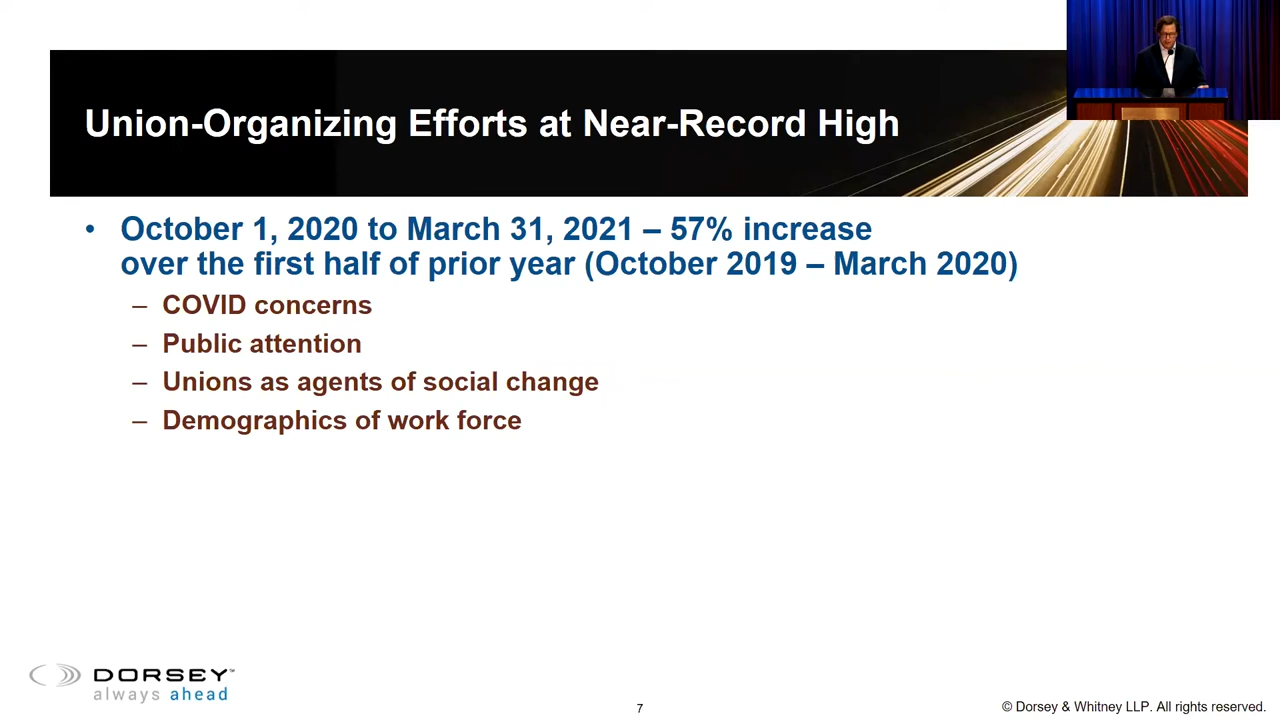 Union-Organizing Efforts at Near-Record High
• October 1, 2020 to March 31, 2021 – 57% increase
over the first half of prior year (October 2019 – March 2020)
– COVID concerns
– Public attention
– Unions as agents of social change
– Demographics of work force
DORSEY™
always ahead
7
© Dorsey & Whitney LLP. All rights reserved.